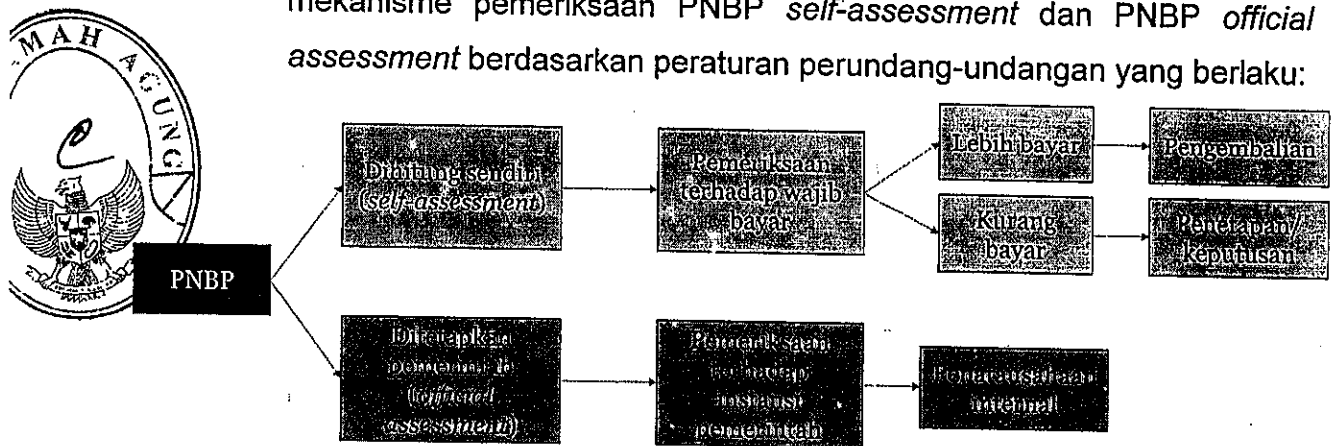 mekanisme pemeriksaan PNBP self-assessment dan PNBP official
assessment berdasarkan peraturan perundang-undangan yang berlaku:
MAH AGUNG
PNBP
Dihitung sendiri
(self-assessment)
Pemeriksaan
terhadap wajib
bayar
Lebih bayar
Pengembalian
Kurang
bayar
Penetapan/
keputusan
Ditetapkan
pemerintah
(official
assessment)
Pemeriksaan
terhadap
instansi
pemerintah
Penatausahaan
internal